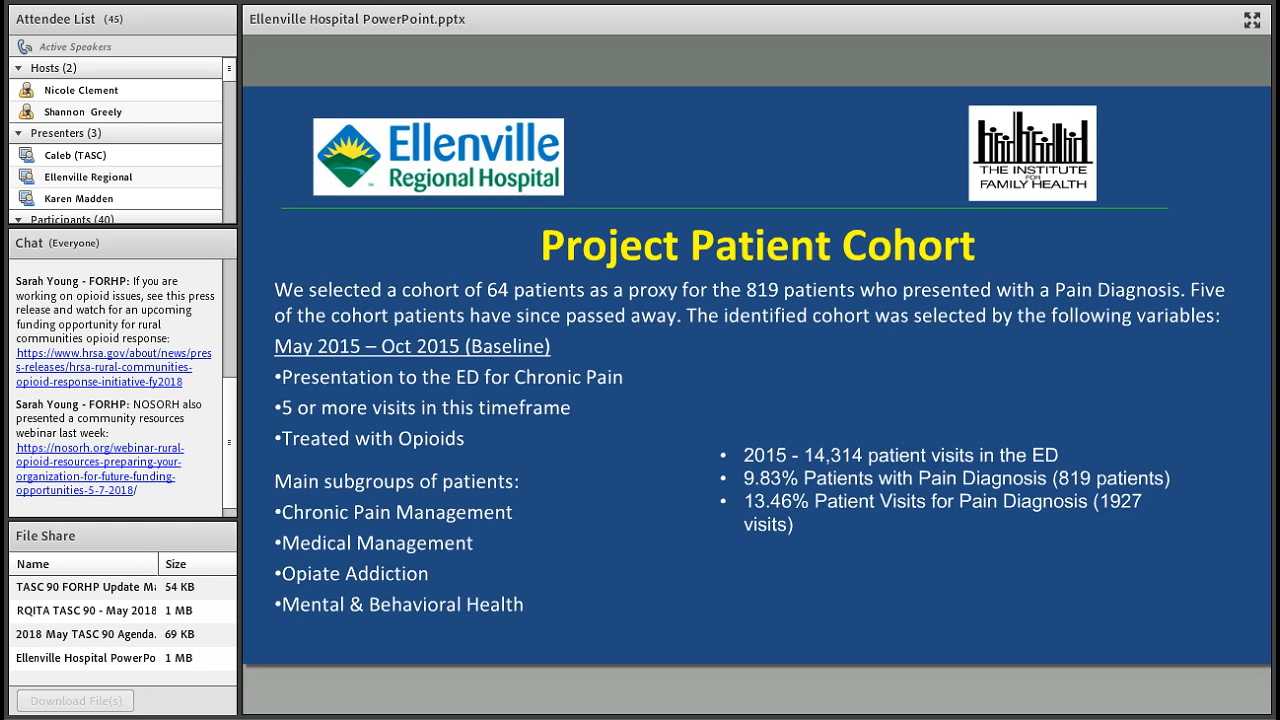 Attendee List (45)
Active Speakers
Hosts (2)
Nicole Clement
Shannon Greely
Presenters (3)
Caleb (TASC)
Ellenville Regional
Karen Madden
Participants (40)
Chat (Everyone)
Sarah Young - FORHP: If you are
working on opioid issues, see this press
release and watch for an upcoming
funding opportunity for rural
communities opioid response:
https://www.hrsa.gov/about/news/pres
s-releases/hrsa-rural-communities-
opioid-response-initiative-fy2018
Sarah Young - FORHP: NOSORH also
presented a community resources
webinar last week:
https://nosorh.org/webinar-rural-
opioid-resources-preparing-your-
organization-for-future-funding-
opportunities-5-7-2018/
File Share
Name Size
TASC 90 FORHP Update Ma 54 KB
RQITA TASC 90 - May 2018 1 MB
2018 May TASC 90 Agenda. 69 KB
Ellenville Hospital PowerPo 1 MB
Download File(s)
Ellenville Hospital PowerPoint.pptx
Ellenville
Regional Hospital
THE INSTITUTE
FOR
FAMILY HEALTH
Project Patient Cohort
We selected a cohort of 64 patients as a proxy for the 819 patients who presented with a Pain Diagnosis. Five
of the cohort patients have since passed away. The identified cohort was selected by the following variables:
May 2015 – Oct 2015 (Baseline)
•Presentation to the ED for Chronic Pain
•5 or more visits in this timeframe
•Treated with Opioids
Main subgroups of patients:
•Chronic Pain Management
•Medical Management
•Opiate Addiction
•Mental & Behavioral Health
• 2015 - 14,314 patient visits in the ED
• 9.83% Patients with Pain Diagnosis (819 patients)
• 13.46% Patient Visits for Pain Diagnosis (1927
visits)